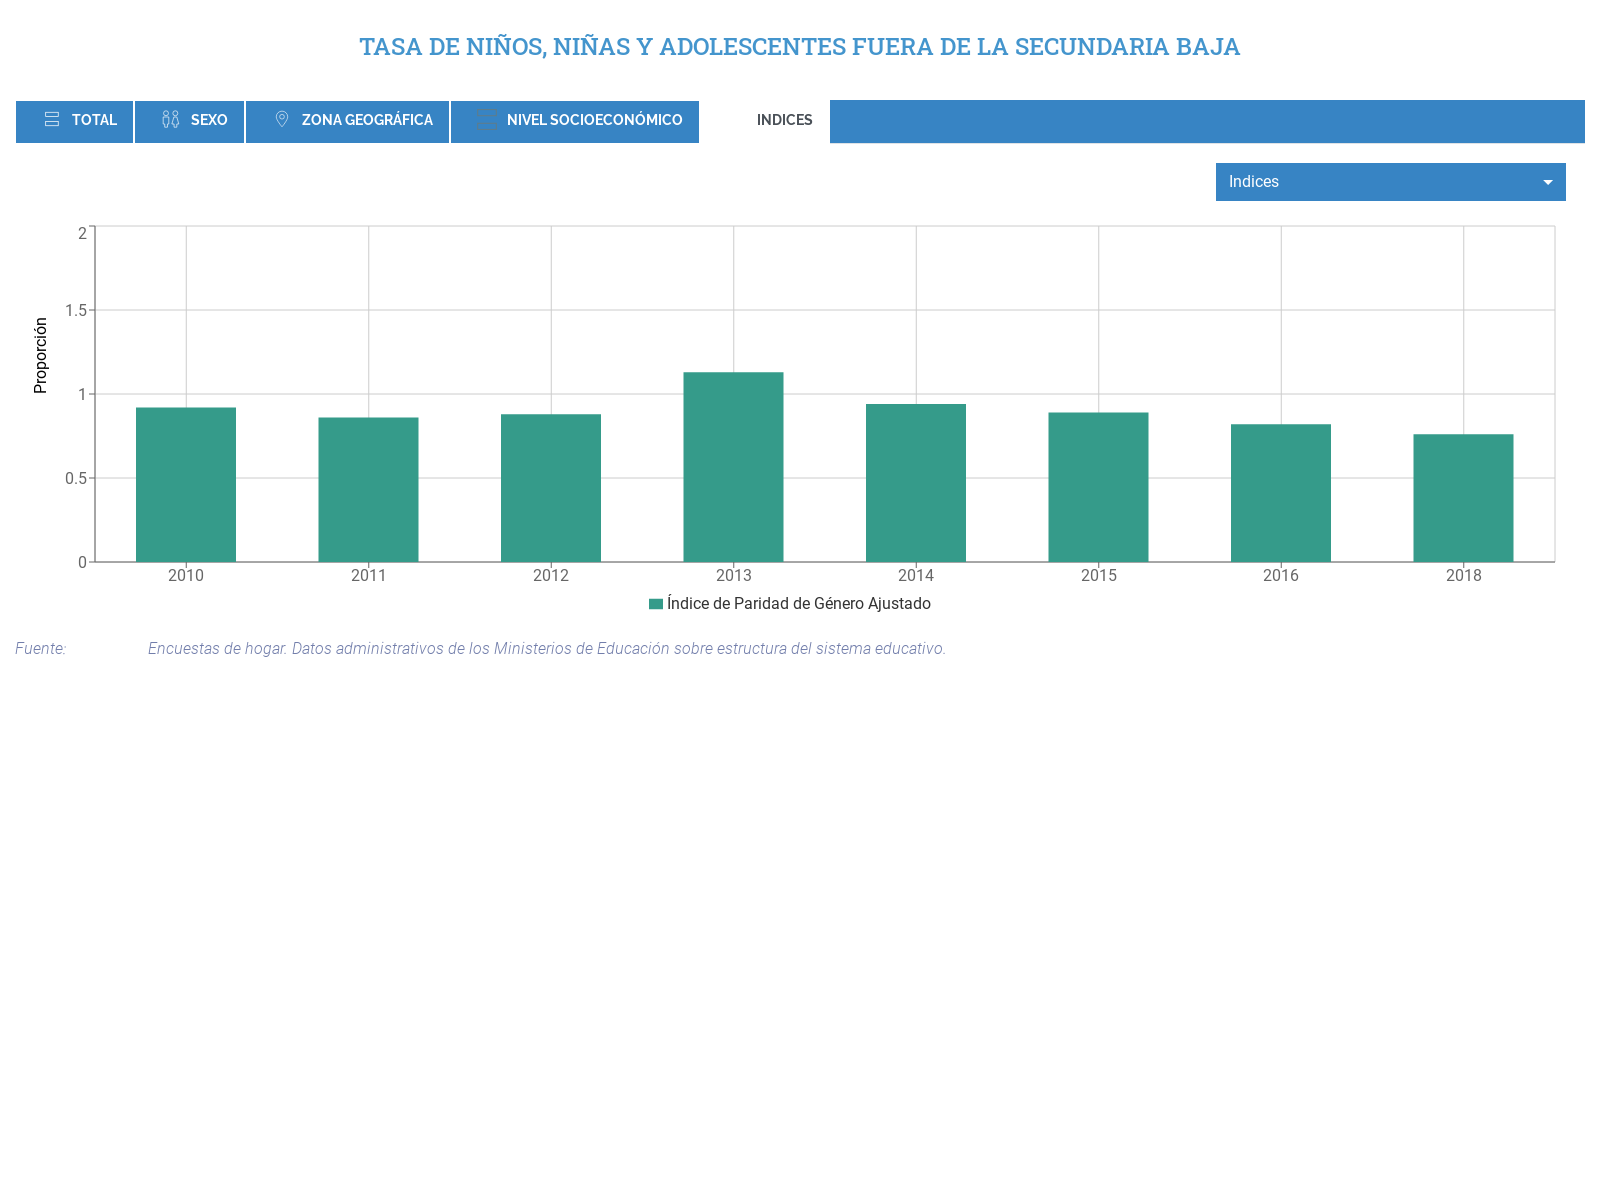 TASA DE NIÑOS, NIÑAS Y ADOLESCENTES FUERA DE LA SECUNDARIA BAJA
TOTAL SEXO ZONA GEOGRÁFICA NIVEL SOCIOECONÓMICO INDICES
Indices
2
1.5
1
0.5
0
Proporción
2010 2011 2012 2013 2014 2015 2016 2018
Índice de Paridad de Género Ajustado
Fuente: Encuestas de hogar. Datos administrativos de los Ministerios de Educación sobre estructura del sistema educativo.